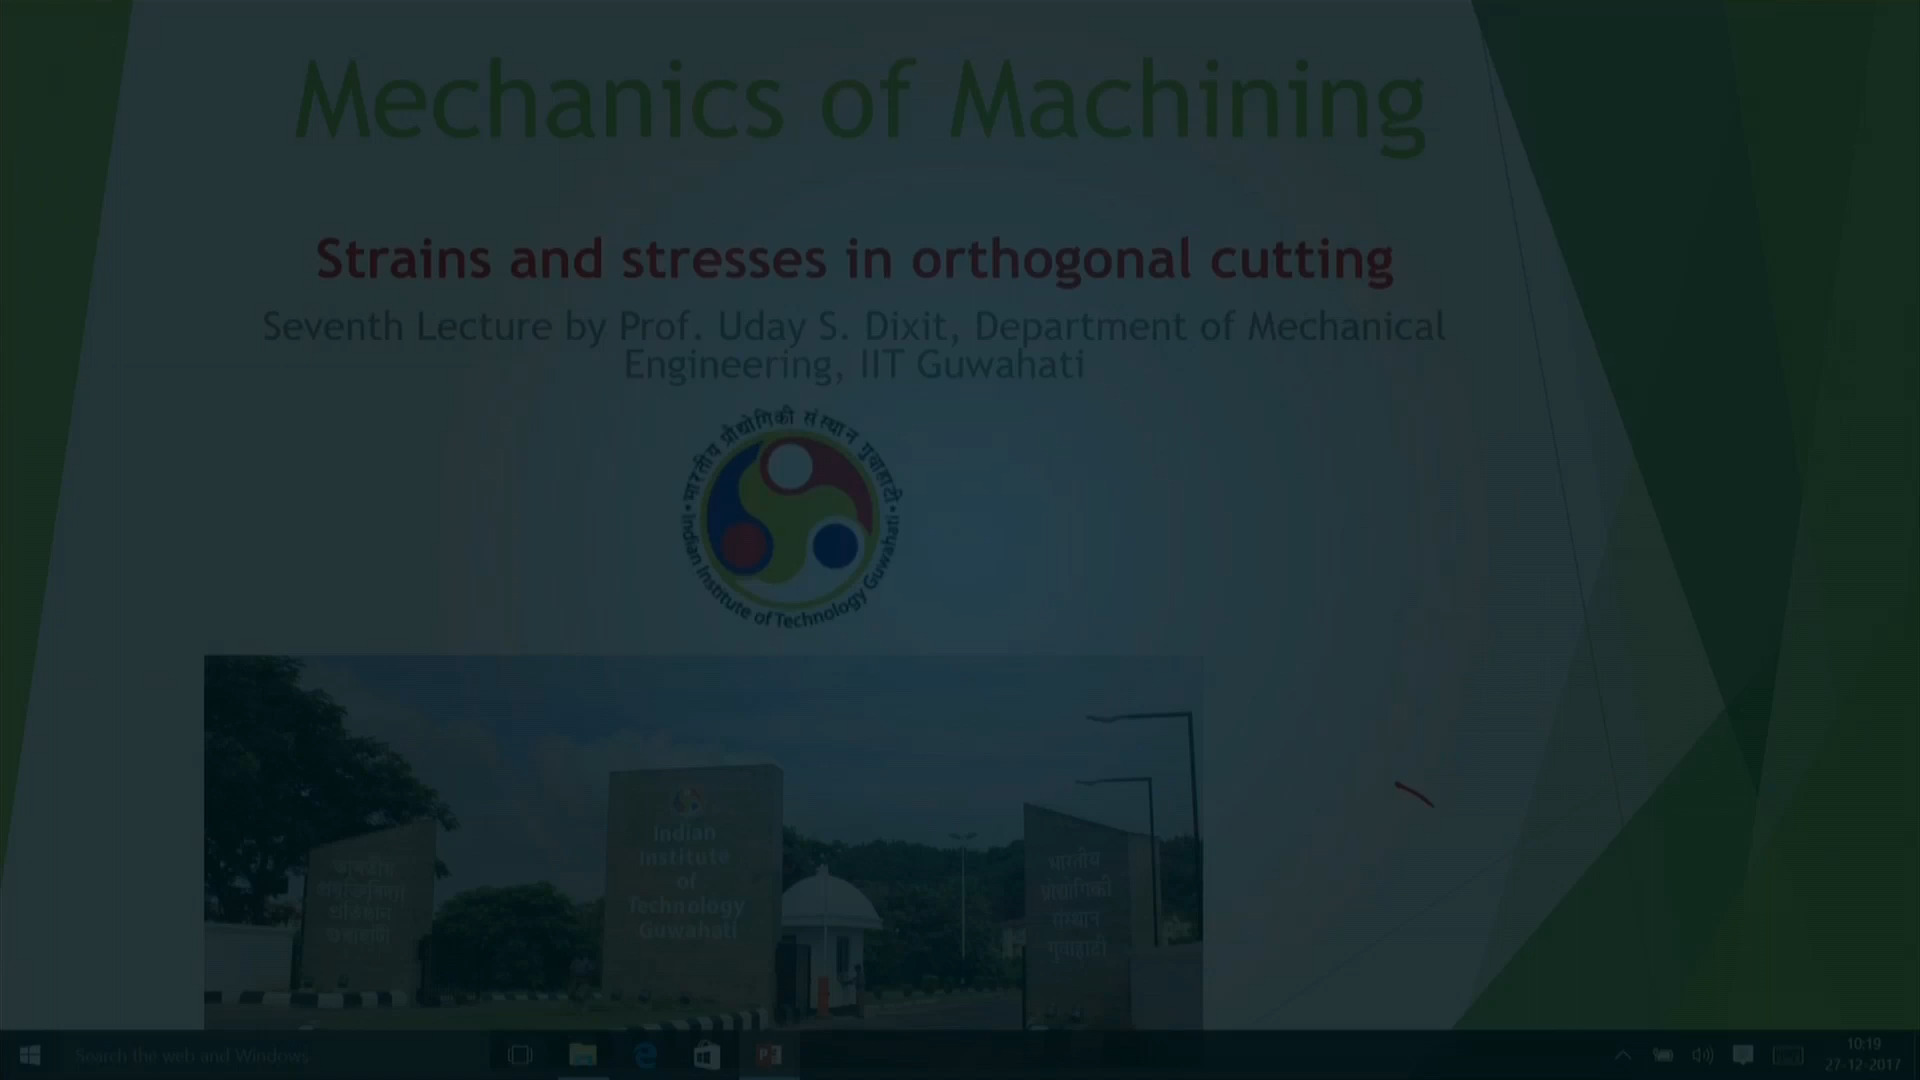 Mechanics of Machining
Strains and stresses in orthogonal cutting
Seventh Lecture by Prof. Uday S. Dixit, Department of Mechanical
Engineering, IIT Guwahati
भारतीय प्रौद्योगिकी संस्थान गुवाहाटी
Indian Institute of Technology Guwahati
Indian
Institute
of
Technology
Guwahati
भारतीय
प्रौद्योगिकी
संस्थान
गुवाहाटी
Search the web and Windows
10:19
27-12-2017